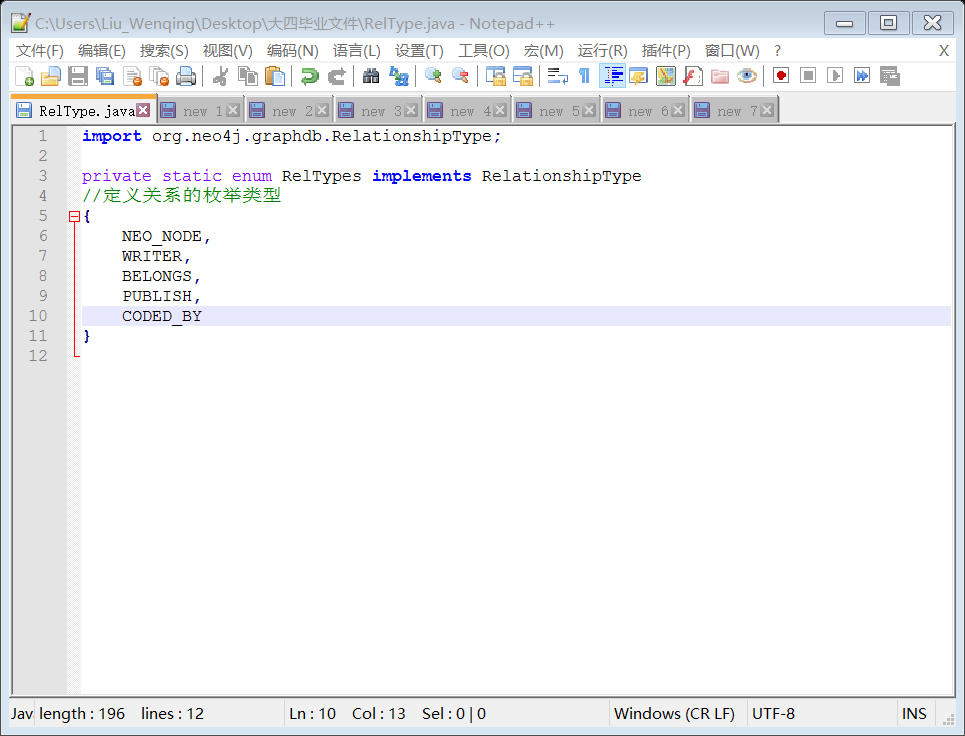 C:\Users\Liu_Wenqing\Desktop\大四毕业文件\RelType.java - Notepad++
文件(F) 编辑(E) 搜索(S) 视图(V) 编码(N) 语言(L) 设置(T) 工具(O) 宏(M) 运行(R) 插件(P) 窗口(W) ? X
RelType.java new 1 new 2 new 3 new 4 new 5 new 6 new 7
1 import org.neo4j.graphdb.RelationshipType;
2
3 private static enum RelTypes implements RelationshipType
4 //定义关系的枚举类型
5 {
6 NEO_NODE,
7 WRITER,
8 BELONGS,
9 PUBLISH,
10 CODED_BY
11 }
12
Jav length : 196 lines : 12 Ln : 10 Col : 13 Sel : 0 | 0 Windows (CR LF) UTF-8 INS